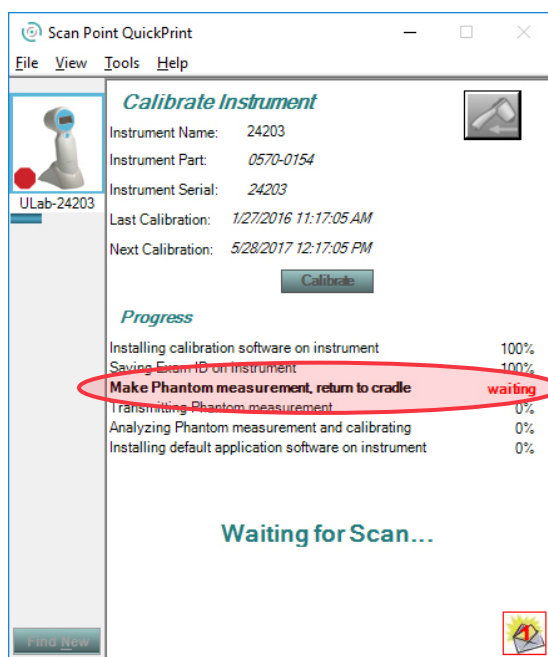 Scan Point QuickPrint
File View Tools Help
Calibrate Instrument
Instrument Name: 24203
Instrument Part: 0570-0154
Instrument Serial: 24203
ULab-24203
Last Calibration: 1/27/2016 11:17:05 AM
Next Calibration: 5/28/2017 12:17:05 PM
Calibrate
Progress
Installing calibration software on instrument 100%
Saving Exam ID on instrument 100%
Make Phantom measurement, return to cradle waiting
Transmitting Phantom measurement 0%
Analyzing Phantom measurement and calibrating 0%
Installing default application software on instrument 0%
Waiting for Scan...
Find New
1